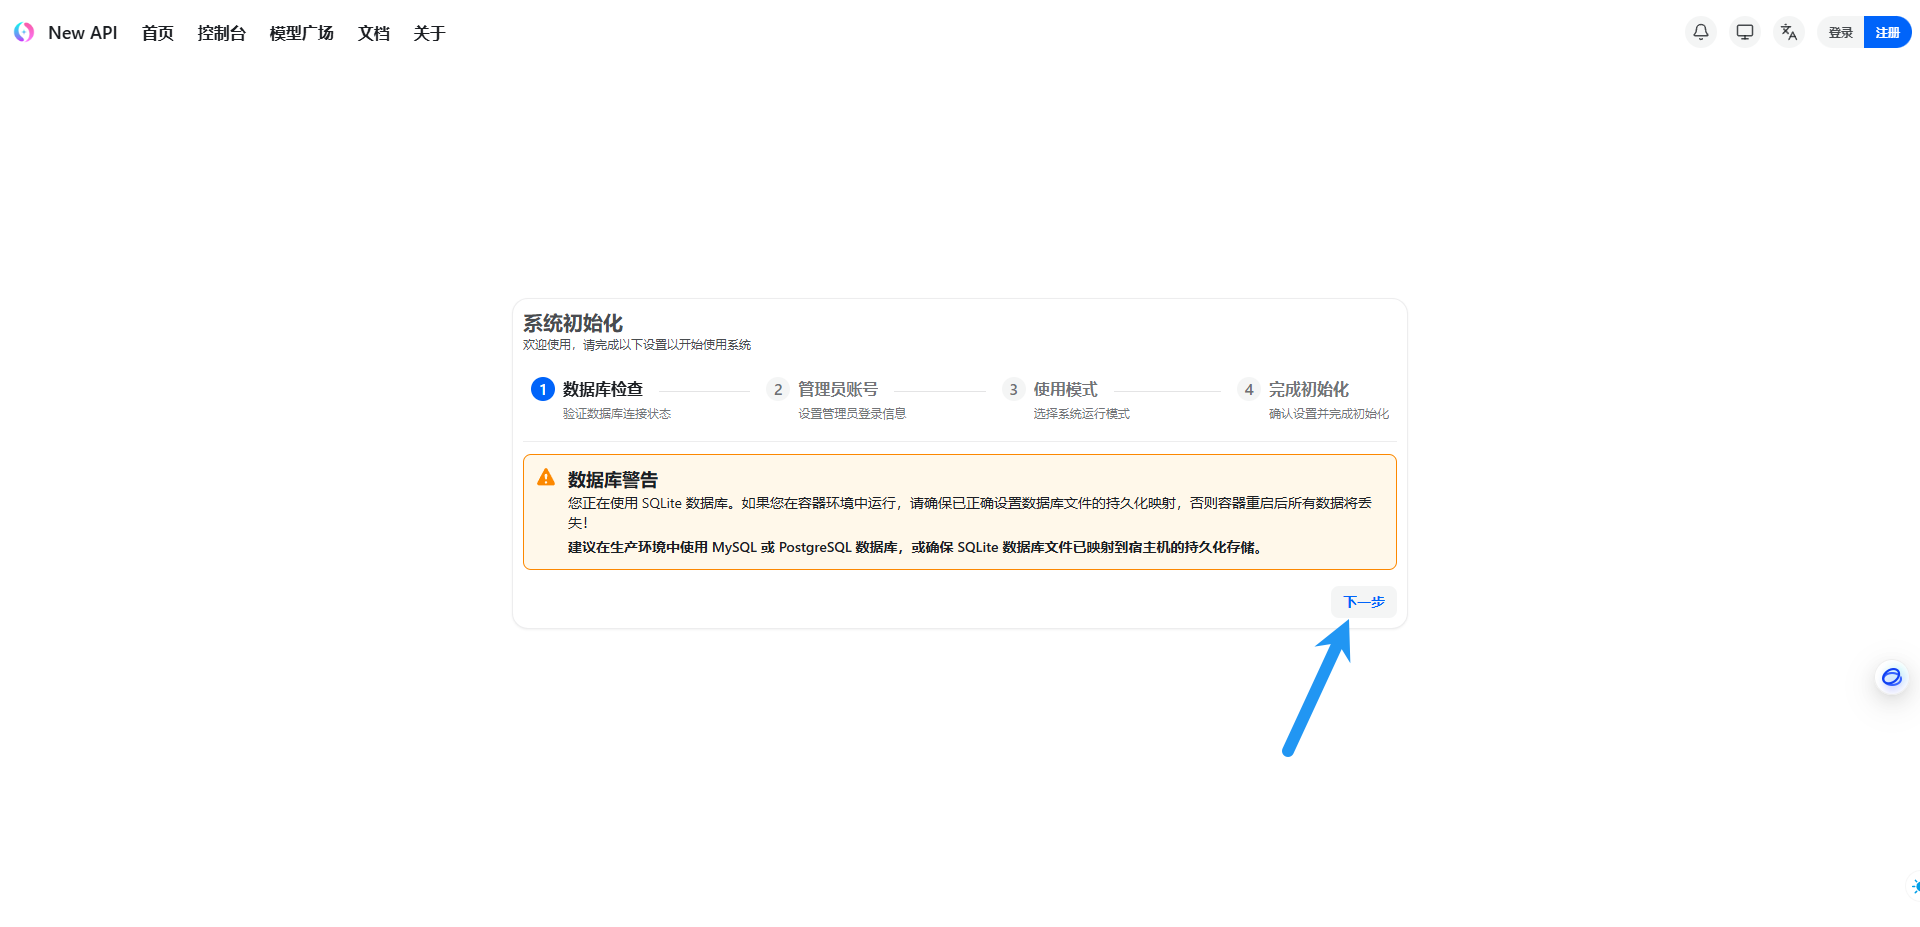 New API 首页 控制台 模型广场 文档 关于 登录 注册
系统初始化
欢迎使用，请完成以下设置以开始使用系统
1 数据库检查 2 管理员账号 3 使用模式 4 完成初始化
验证数据库连接状态 设置管理员登录信息 选择系统运行模式 确认设置并完成初始化
数据库警告
您正在使用 SQLite 数据库。如果您在容器环境中运行，请确保已正确设置数据库文件的持久化映射，否则容器重启后所有数据将丢
失！
建议在生产环境中使用 MySQL 或 PostgreSQL 数据库，或确保 SQLite 数据库文件已映射到宿主机的持久化存储。
下一步